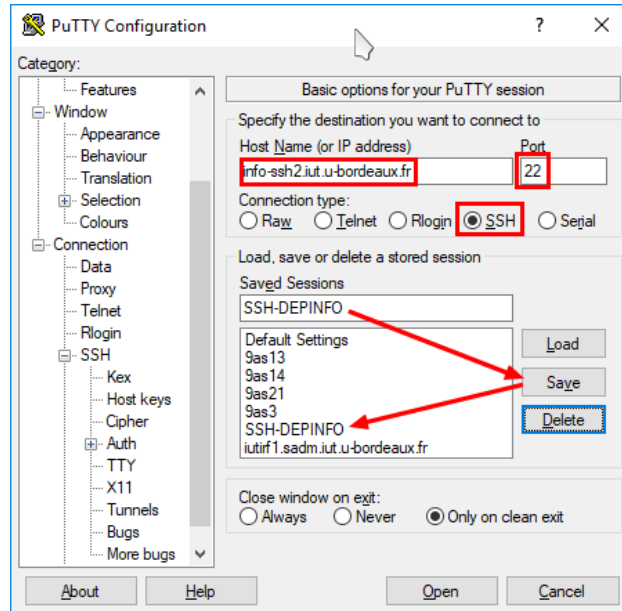 PuTTY Configuration ? ×
Category:
Features
Window
Appearance
Behaviour
Translation
Selection
Colours
Connection
Data
Proxy
Telnet
Rlogin
SSH
Kex
Host keys
Cipher
Auth
TTY
X11
Tunnels
Bugs
More bugs
Basic options for your PuTTY session
Specify the destination you want to connect to
Host Name (or IP address) Port
info-ssh2.iut.u-bordeaux.fr 22
Connection type:
Raw Telnet Rlogin SSH Serial
Load, save or delete a stored session
Saved Sessions
SSH-DEPINFO
Default Settings
9as13
9as14
9as21
9as3
SSH-DEPINFO
iutirf1.sadm.iut.u-bordeaux.fr
Load
Save
Delete
Close window on exit:
Always Never Only on clean exit
About Help Open Cancel